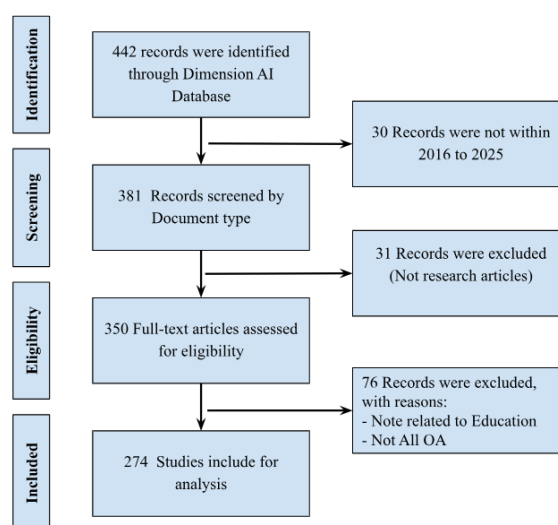 Identification
442 records were identified
through Dimension AI
Database
30 Records were not within
2016 to 2025
Screening
381 Records screened by
Document type
31 Records were excluded
(Not research articles)
Eligibility
350 Full-text articles assessed
for eligibility
76 Records were excluded,
with reasons:
- Note related to Education
- Not All OA
Included
274 Studies include for
analysis